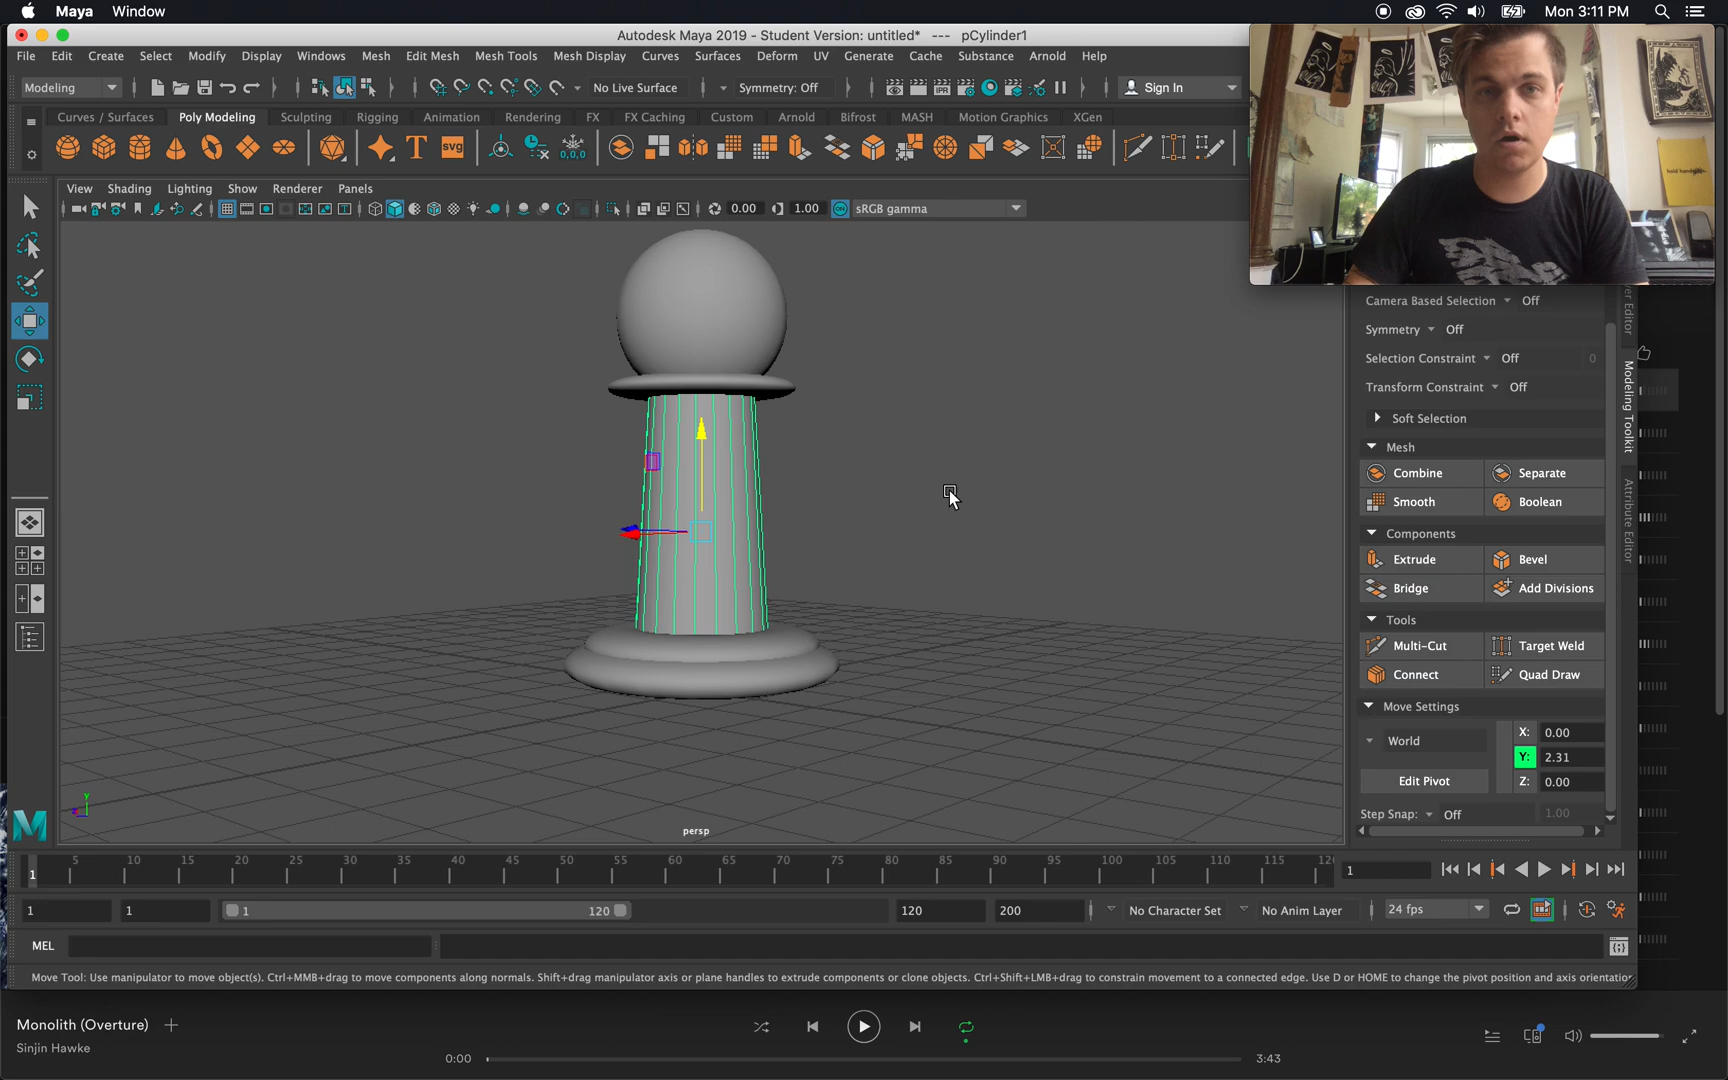 Maya Window
Mon 3:11 PM
Autodesk Maya 2019 - Student Version: untitled* --- pCylinder1
File Edit Create Select Modify Display Windows Mesh Edit Mesh Mesh Tools Mesh Display Curves Surfaces Deform UV Generate Cache Substance Arnold Help
Modeling
No Live Surface
Symmetry: Off
Sign In
Curves / Surfaces Poly Modeling Sculpting Rigging Animation Rendering FX FX Caching Custom Arnold Bifrost MASH Motion Graphics XGen
T svg 0,0,0
IPR
View Shading Lighting Show Renderer Panels
0.00 1.00 ON sRGB gamma
Camera Based Selection Off
Symmetry Off
Selection Constraint Off 0
Transform Constraint Off
Soft Selection
Mesh
Combine Separate
Smooth Boolean
Components
Extrude Bevel
Bridge Add Divisions
Tools
Multi-Cut Target Weld
Connect Quad Draw
Move Settings
World
X: 0.00
Y: 2.31
Z: 0.00
Edit Pivot
Step Snap: Off 1.00
Modeling Toolkit
Attribute Editor
y
z
persp
M
1 5 10 15 20 25 30 35 40 45 50 55 60 65 70 75 80 85 90 95 100 105 110 115 12
1
1 1 1 120 120 200 No Character Set No Anim Layer 24 fps
MEL
Move Tool: Use manipulator to move object(s). Ctrl+MMB+drag to move components along normals. Shift+drag manipulator axis or plane handles to extrude components or clone objects. Ctrl+Shift+LMB+drag to constrain movement to a connected edge. Use D or HOME to change the pivot position and axis orientatio
Monolith (Overture)
Sinjin Hawke
0:00
3:43